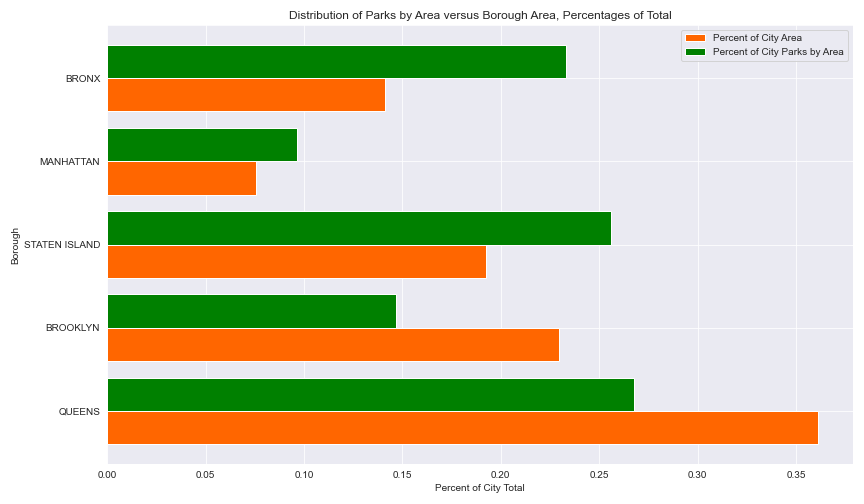 Distribution of Parks by Area versus Borough Area, Percentages of Total
Percent of City Area
Percent of City Parks by Area
Borough
BRONX
MANHATTAN
STATEN ISLAND
BROOKLYN
QUEENS
0.00 0.05 0.10 0.15 0.20 0.25 0.30 0.35
Percent of City Total